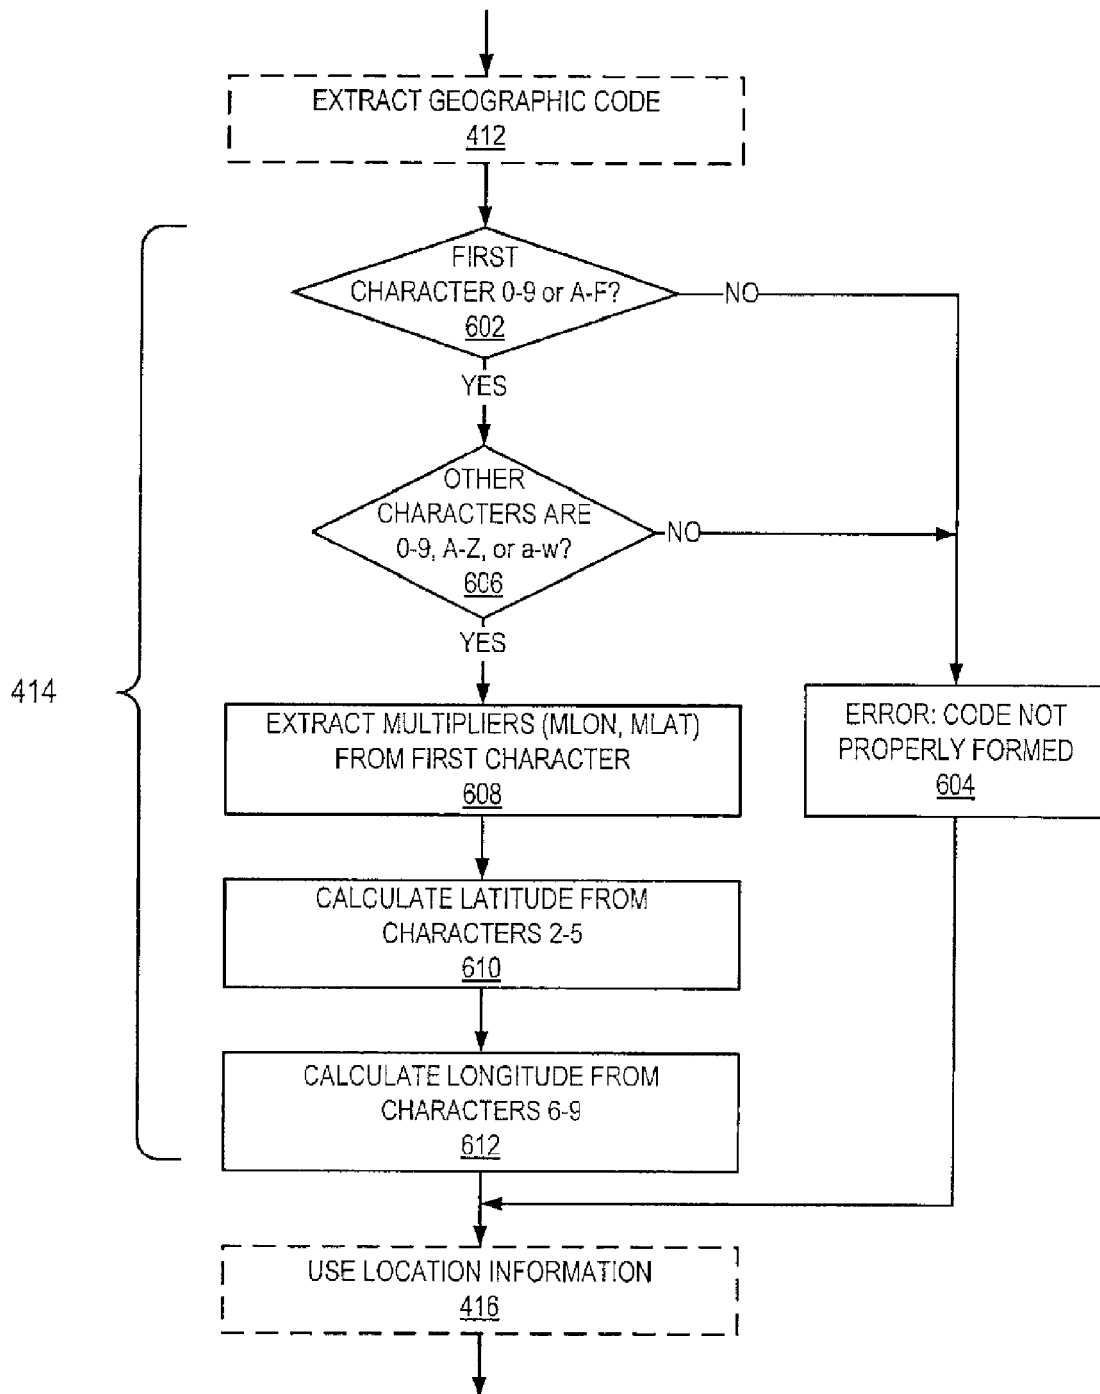 EXTRACT GEOGRAPHIC CODE
412
FIRST
CHARACTER 0-9 or A-F?
602
NO
YES
OTHER
CHARACTERS ARE
0-9, A-Z, or a-w?
606
NO
YES
414
EXTRACT MULTIPLIERS (MLON, MLAT)
FROM FIRST CHARACTER
608
ERROR: CODE NOT
PROPERLY FORMED
604
CALCULATE LATITUDE FROM
CHARACTERS 2-5
610
CALCULATE LONGITUDE FROM
CHARACTERS 6-9
612
USE LOCATION INFORMATION
416